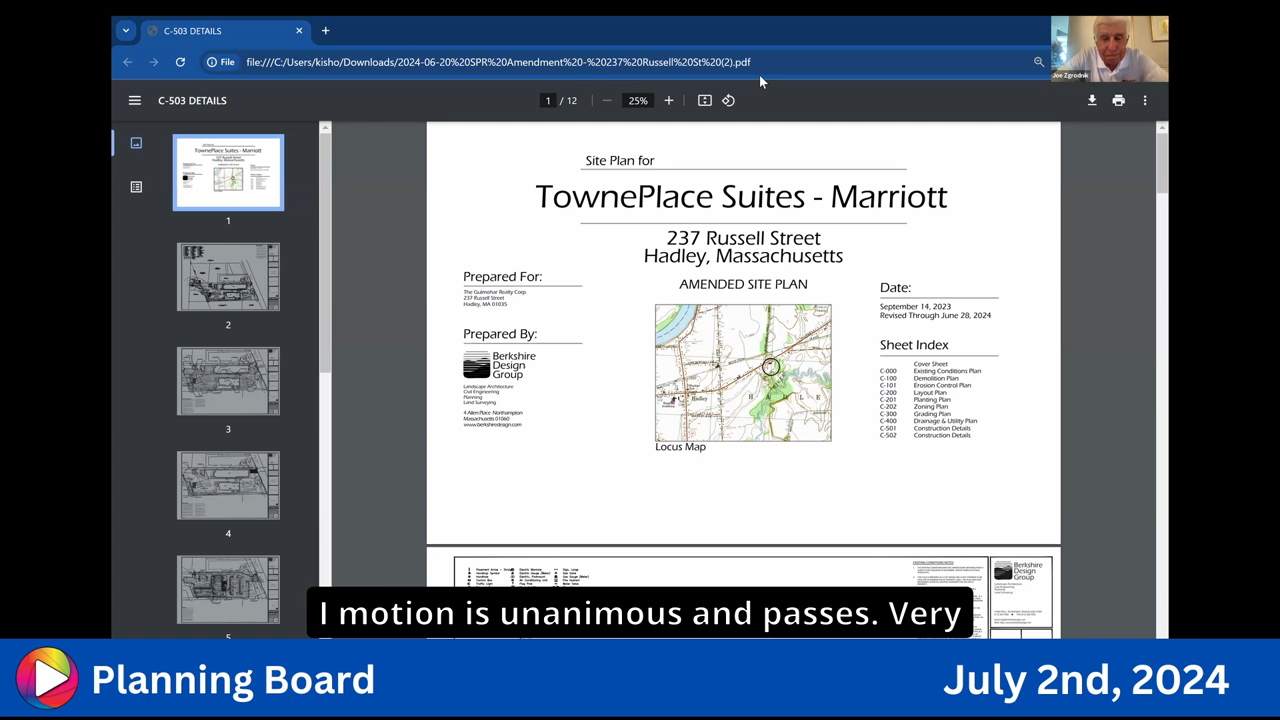 C-503 DETAILS
File
file:///C:/Users/kisho/Downloads/2024-06-20%20SPR%20Amendment%20-%20237%20Russell%20St%20(2).pdf
Joe Zgrodnik
C-503 DETAILS
1 / 12
25%
1
2
3
4
Site Plan for
TownePlace Suites - Marriott
237 Russell Street
Hadley, Massachusetts
AMENDED SITE PLAN
Prepared For:
The Gulmohar Realty Corp.
237 Russell Street
Hadley, MA 01035
Prepared By:
Berkshire
Design
Group
Landscape Architecture
Civil Engineering
Planning
Land Surveying
4 Allen Place Northampton
Massachusetts 01060
www.berkshiredesign.com
Hadley
Locus Map
Date:
September 14, 2023
Revised Through June 28, 2024
Sheet Index
Cover Sheet
C-000 Existing Conditions Plan
C-100 Demolition Plan
C-101 Erosion Control Plan
C-200 Layout Plan
C-201 Planting Plan
C-202 Zoning Plan
C-300 Grading Plan
C-400 Drainage & Utility Plan
C-501 Construction Details
C-502 Construction Details
Berkshire
Design
Group
I motion is unanimous and passes. Very
Planning Board
July 2nd, 2024